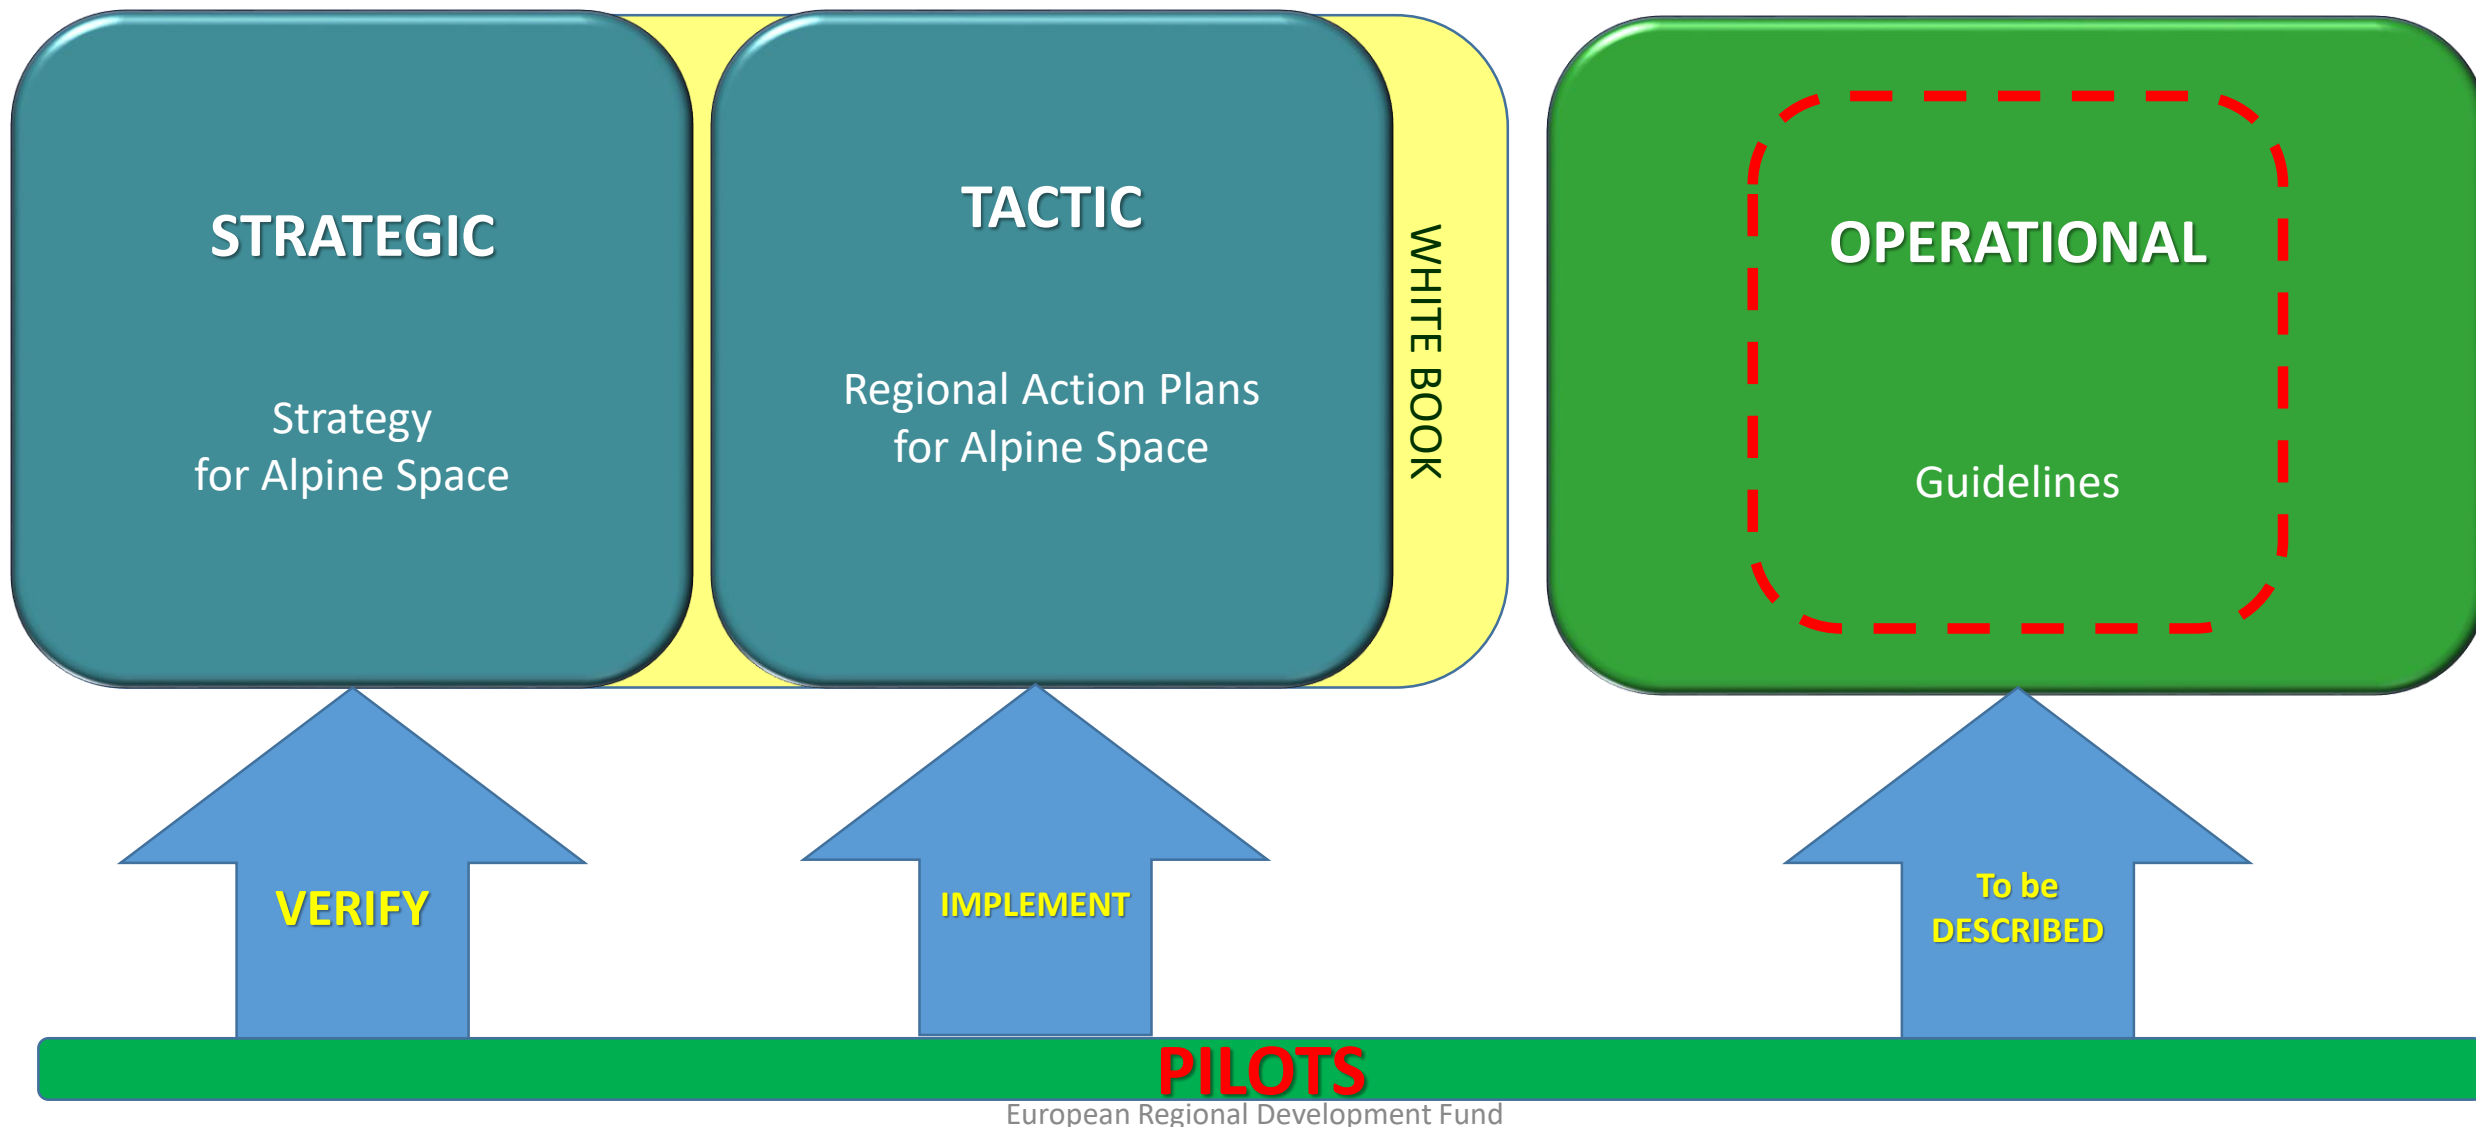 STRATEGIC
Strategy
for Alpine Space
TACTIC
Regional Action Plans
for Alpine Space
WHITE BOOK
OPERATIONAL
Guidelines
VERIFY
IMPLEMENT
To be
DESCRIBED
PILOTS
European Regional Development Fund